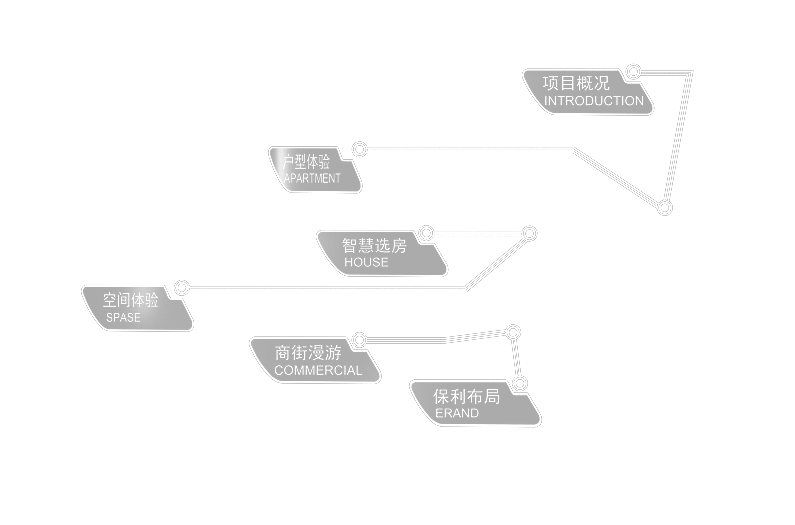 项目概况
INTRODUCTION
户型体验
APARTMENT
智慧选房
HOUSE
空间体验
SPASE
商街漫游
COMMERCIAL
保利布局
ERAND